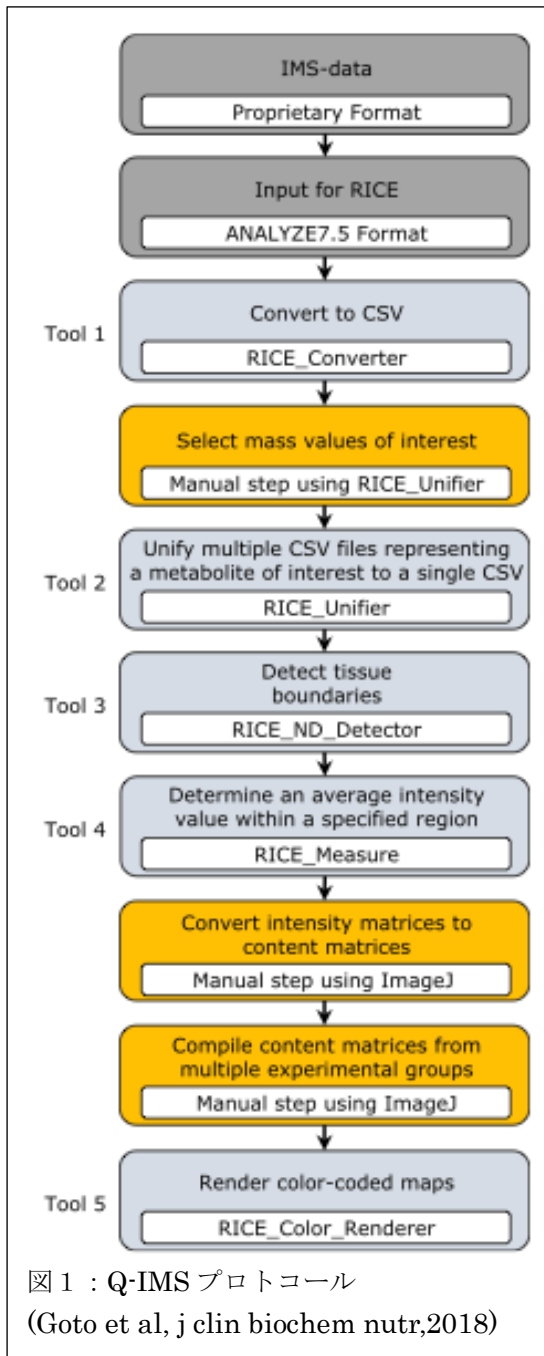 IMS-data
Proprietary Format
Input for RICE
ANALYZE7.5 Format
Tool 1
Convert to CSV
RICE_Converter
Select mass values of interest
Manual step using RICE_Unifier
Tool 2
Unify multiple CSV files representing
a metabolite of interest to a single CSV
RICE_Unifier
Tool 3
Detect tissue
boundaries
RICE_ND_Detector
Tool 4
Determine an average intensity
value within a specified region
RICE_Measure
Convert intensity matrices to
content matrices
Manual step using ImageJ
Compile content matrices from
multiple experimental groups
Manual step using ImageJ
Tool 5
Render color-coded maps
RICE_Color_Renderer
図1：Q-IMS プロトコール
(Goto et al, j clin biochem nutr,2018)